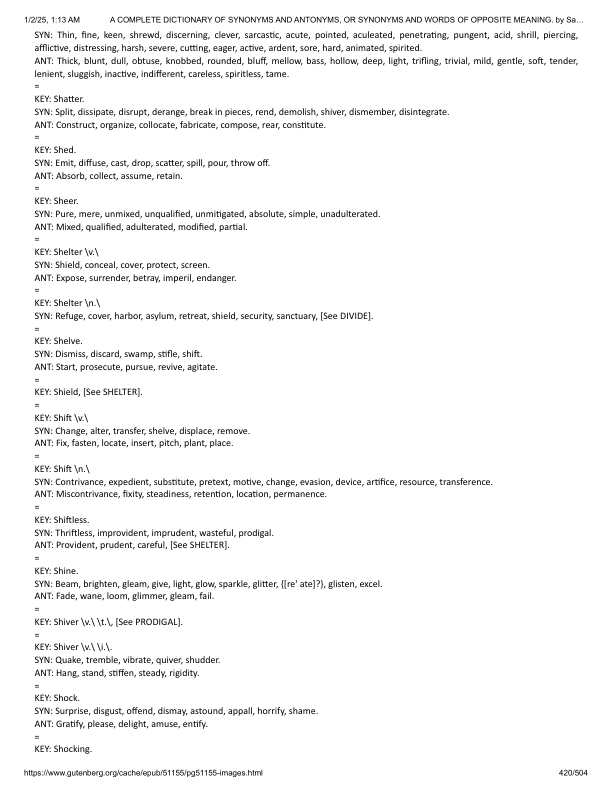 1/2/25, 1:13 AM A COMPLETE DICTIONARY OF SYNONYMS AND ANTONYMS, OR SYNONYMS AND WORDS OF OPPOSITE MEANING. by Sa…
SYN: Thin, fine, keen, shrewd, discerning, clever, sarcastic, acute, pointed, aculeated, penetrating, pungent, acid, shrill, piercing,
afflictive, distressing, harsh, severe, cutting, eager, active, ardent, sore, hard, animated, spirited.
ANT: Thick, blunt, dull, obtuse, knobbed, rounded, bluff, mellow, bass, hollow, deep, light, trifling, trivial, mild, gentle, soft, tender,
lenient, sluggish, inactive, indifferent, careless, spiritless, tame.
=
KEY: Shatter.
SYN: Split, dissipate, disrupt, derange, break in pieces, rend, demolish, shiver, dismember, disintegrate.
ANT: Construct, organize, collocate, fabricate, compose, rear, constitute.
=
KEY: Shed.
SYN: Emit, diffuse, cast, drop, scatter, spill, pour, throw off.
ANT: Absorb, collect, assume, retain.
=
KEY: Sheer.
SYN: Pure, mere, unmixed, unqualified, unmitigated, absolute, simple, unadulterated.
ANT: Mixed, qualified, adulterated, modified, partial.
=
KEY: Shelter \v.\
SYN: Shield, conceal, cover, protect, screen.
ANT: Expose, surrender, betray, imperil, endanger.
=
KEY: Shelter \n.\
SYN: Refuge, cover, harbor, asylum, retreat, shield, security, sanctuary, [See DIVIDE].
=
KEY: Shelve.
SYN: Dismiss, discard, swamp, stifle, shift.
ANT: Start, prosecute, pursue, revive, agitate.
=
KEY: Shield, [See SHELTER].
=
KEY: Shift \v.\
SYN: Change, alter, transfer, shelve, displace, remove.
ANT: Fix, fasten, locate, insert, pitch, plant, place.
=
KEY: Shift \n.\
SYN: Contrivance, expedient, substitute, pretext, motive, change, evasion, device, artifice, resource, transference.
ANT: Miscontrivance, fixity, steadiness, retention, location, permanence.
=
KEY: Shiftless.
SYN: Thriftless, improvident, imprudent, wasteful, prodigal.
ANT: Provident, prudent, careful, [See SHELTER].
=
KEY: Shine.
SYN: Beam, brighten, gleam, give, light, glow, sparkle, glitter, {[re' ate]?}, glisten, excel.
ANT: Fade, wane, loom, glimmer, gleam, fail.
=
KEY: Shiver \v.\ \t.\, [See PRODIGAL].
=
KEY: Shiver \v.\ \i.\.
SYN: Quake, tremble, vibrate, quiver, shudder.
ANT: Hang, stand, stiffen, steady, rigidity.
=
KEY: Shock.
SYN: Surprise, disgust, offend, dismay, astound, appall, horrify, shame.
ANT: Gratify, please, delight, amuse, entify.
=
KEY: Shocking.
https://www.gutenberg.org/cache/epub/51155/pg51155-images.html 420/504